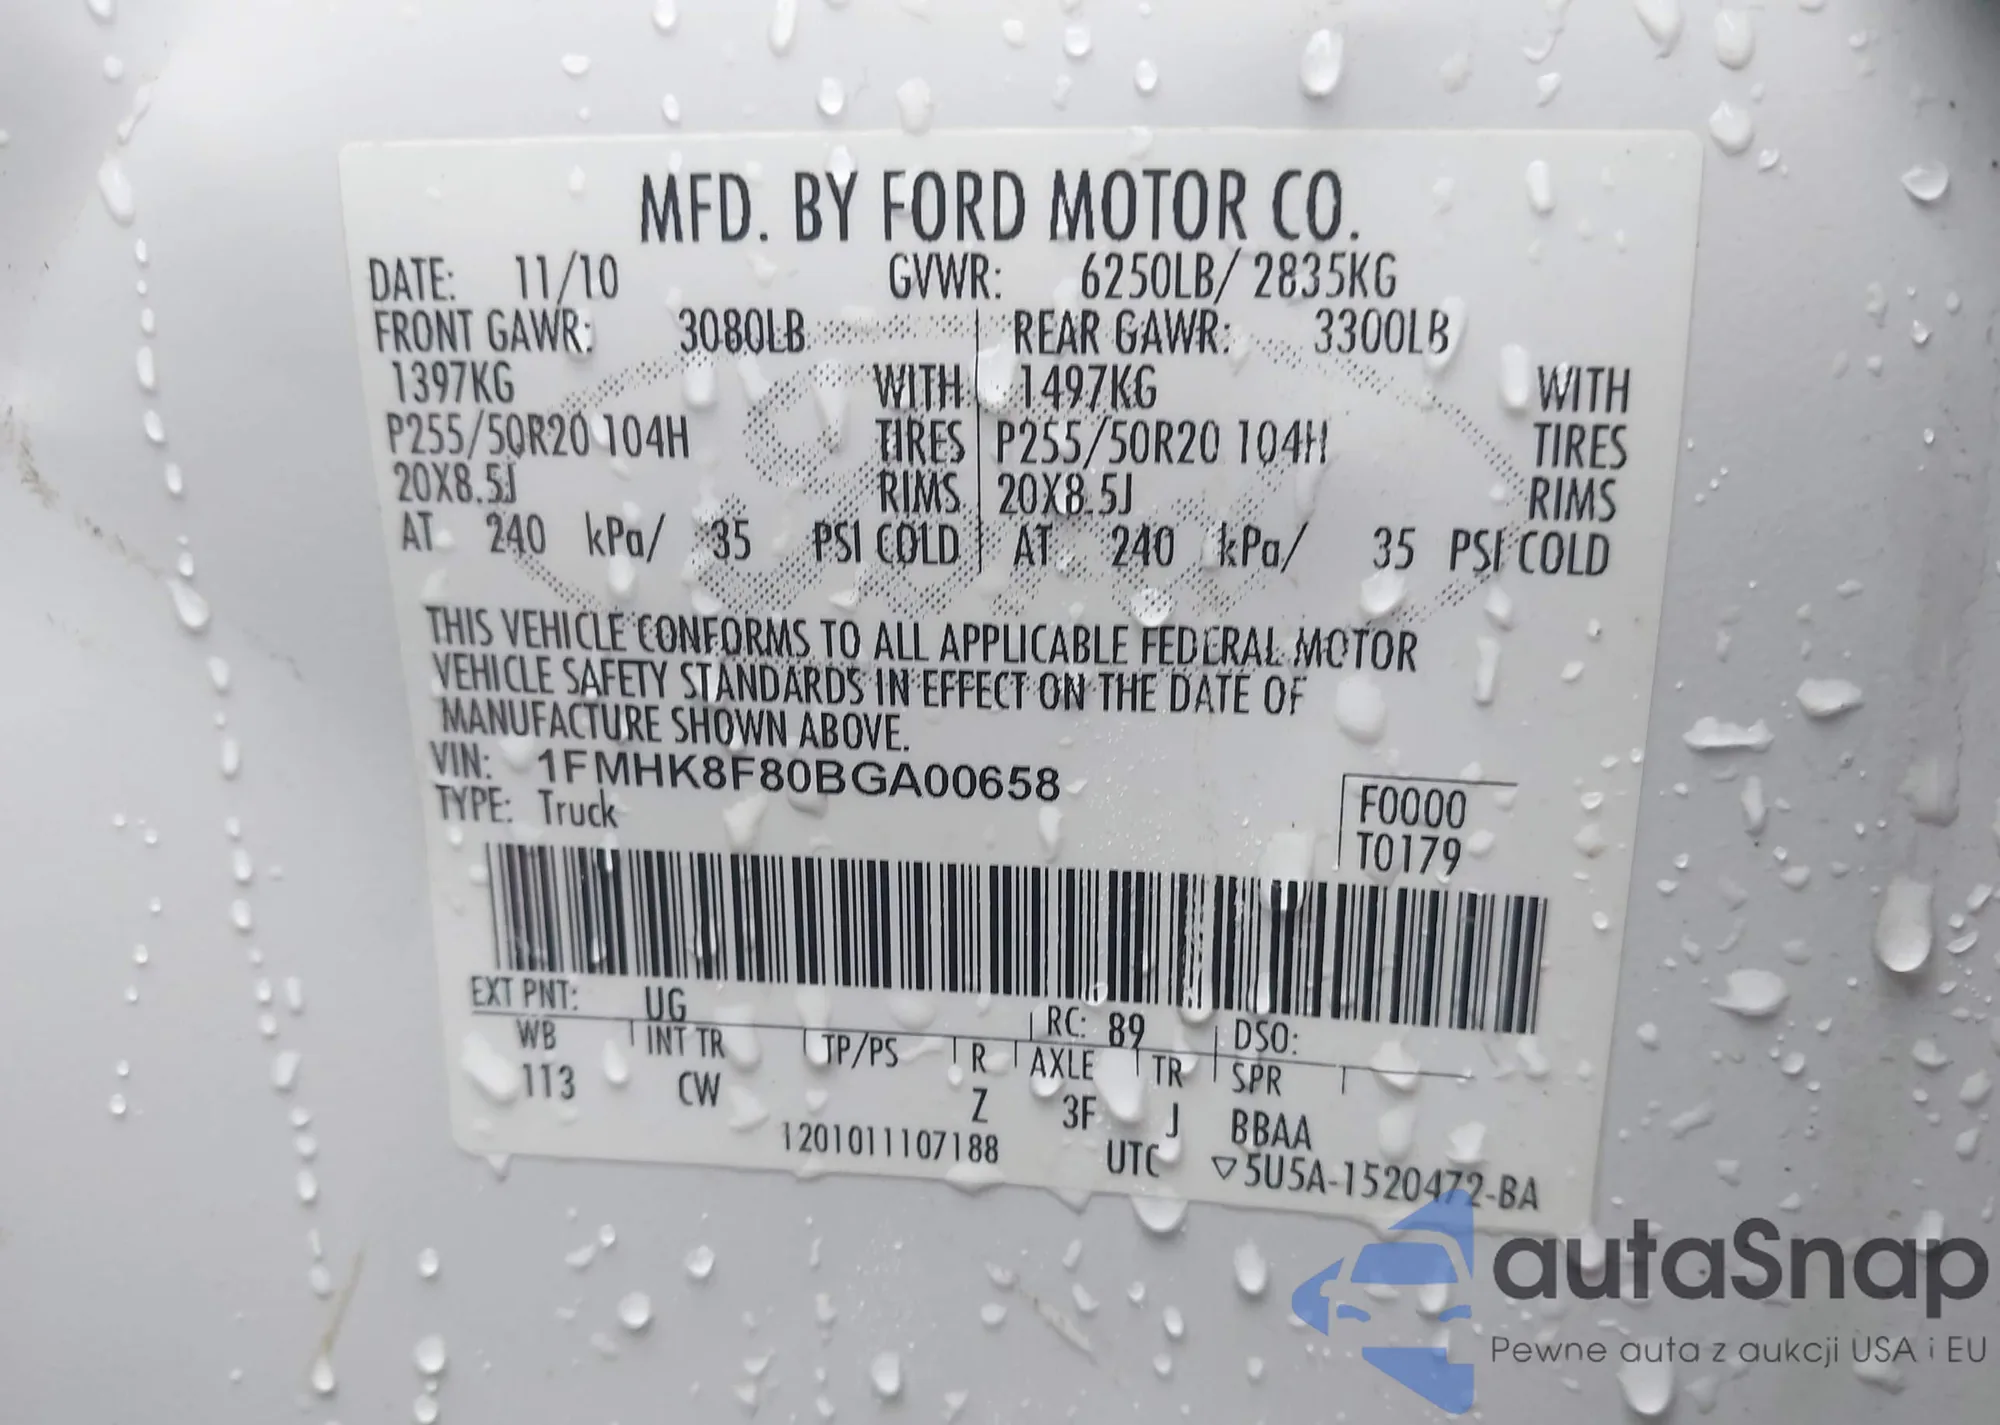 MFD. BY FORD MOTOR CO.
DATE: 11/10 GVWR: 6250LB/ 2835KG
FRONT GAWR: 3080LB REAR GAWR: 3300LB
1397KG WITH 1497KG WITH
P255/50R20 104H TIRES P255/50R20 104H TIRES
20X8.5J RIMS 20X8.5J RIMS
AT 240 kPa/ 35 PSI COLD AT 240 kPa/ 35 PSI COLD
THIS VEHICLE CONFORMS TO ALL APPLICABLE FEDERAL MOTOR
VEHICLE SAFETY STANDARDS IN EFFECT ON THE DATE OF
MANUFACTURE SHOWN ABOVE.
VIN: 1FMHK8F80BGA00658
TYPE: Truck
F0000
T0179
EXT PNT: UG RC: 89 DSO:
WB INT TR TP/PS R AXLE TR SPR
113 CW Z 3F J BBAA
1201011107188 UTC ▽5U5A-1520472-BA
autaSnap
Pewne auta z aukcji USA i EU